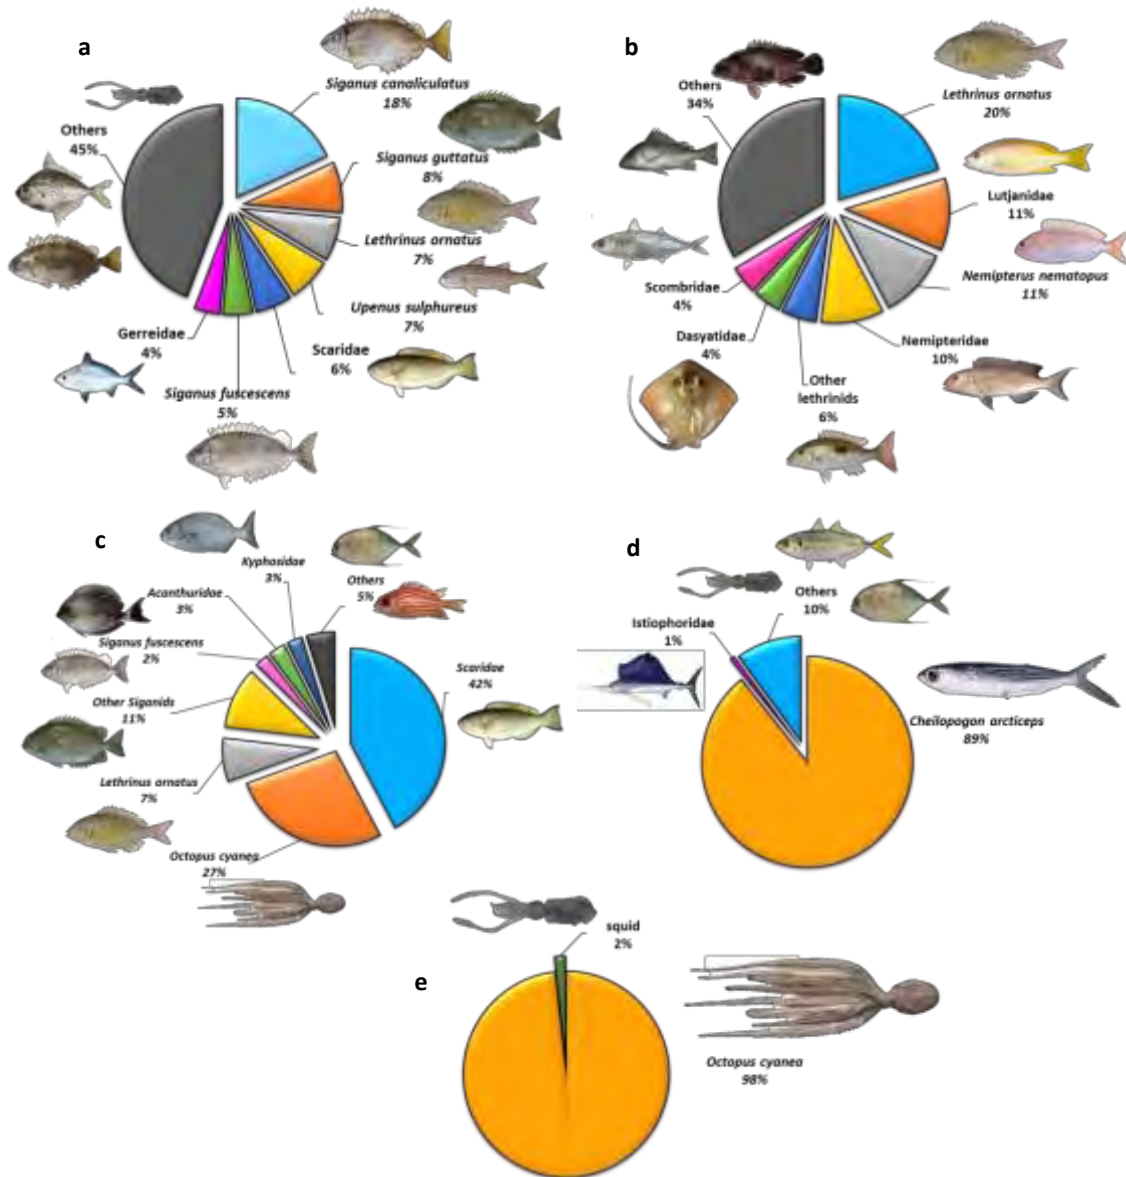 a
Siganus canaliculatus
18%
Siganus guttatus
8%
Lethrinus ornatus
7%
Upenus sulphureus
7%
Scaridae
6%
Siganus fuscescens
5%
Gerreidae
4%
Others
45%
b
Lethrinus ornatus
20%
Lutjanidae
11%
Nemipterus nematopus
11%
Nemipteridae
10%
Other
lethrinids
6%
Dasyatidae
4%
Scombridae
4%
Others
34%
c
Scaridae
42%
Octopus cyanea
27%
Lethrinus ornatus
7%
Other Siganids
11%
Siganus fuscescens
2%
Acanthuridae
3%
Kyphosidae
3%
Others
5%
d
Cheilopogon arcticeps
89%
Istiophoridae
1%
Others
10%
e
squid
2%
Octopus cyanea
98%